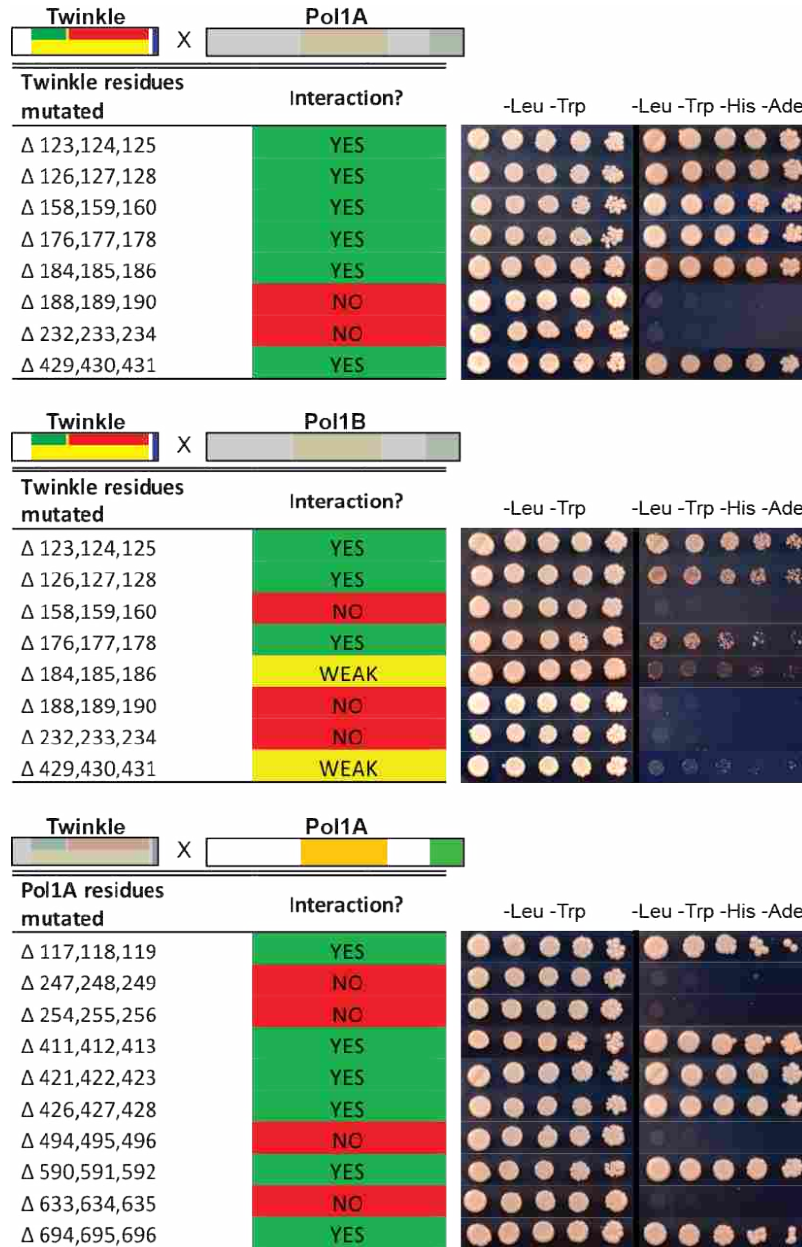 Twinkle X Pol1A
Twinkle residues mutated Interaction? -Leu -Trp -Leu -Trp -His -Ade
Δ 123,124,125 YES
Δ 126,127,128 YES
Δ 158,159,160 YES
Δ 176,177,178 YES
Δ 184,185,186 YES
Δ 188,189,190 NO
Δ 232,233,234 NO
Δ 429,430,431 YES
Twinkle X Pol1B
Twinkle residues mutated Interaction? -Leu -Trp -Leu -Trp -His -Ade
Δ 123,124,125 YES
Δ 126,127,128 YES
Δ 158,159,160 NO
Δ 176,177,178 YES
Δ 184,185,186 WEAK
Δ 188,189,190 NO
Δ 232,233,234 NO
Δ 429,430,431 WEAK
Twinkle X Pol1A
Pol1A residues mutated Interaction? -Leu -Trp -Leu -Trp -His -Ade
Δ 117,118,119 YES
Δ 247,248,249 NO
Δ 254,255,256 NO
Δ 411,412,413 YES
Δ 421,422,423 YES
Δ 426,427,428 YES
Δ 494,495,496 NO
Δ 590,591,592 YES
Δ 633,634,635 NO
Δ 694,695,696 YES